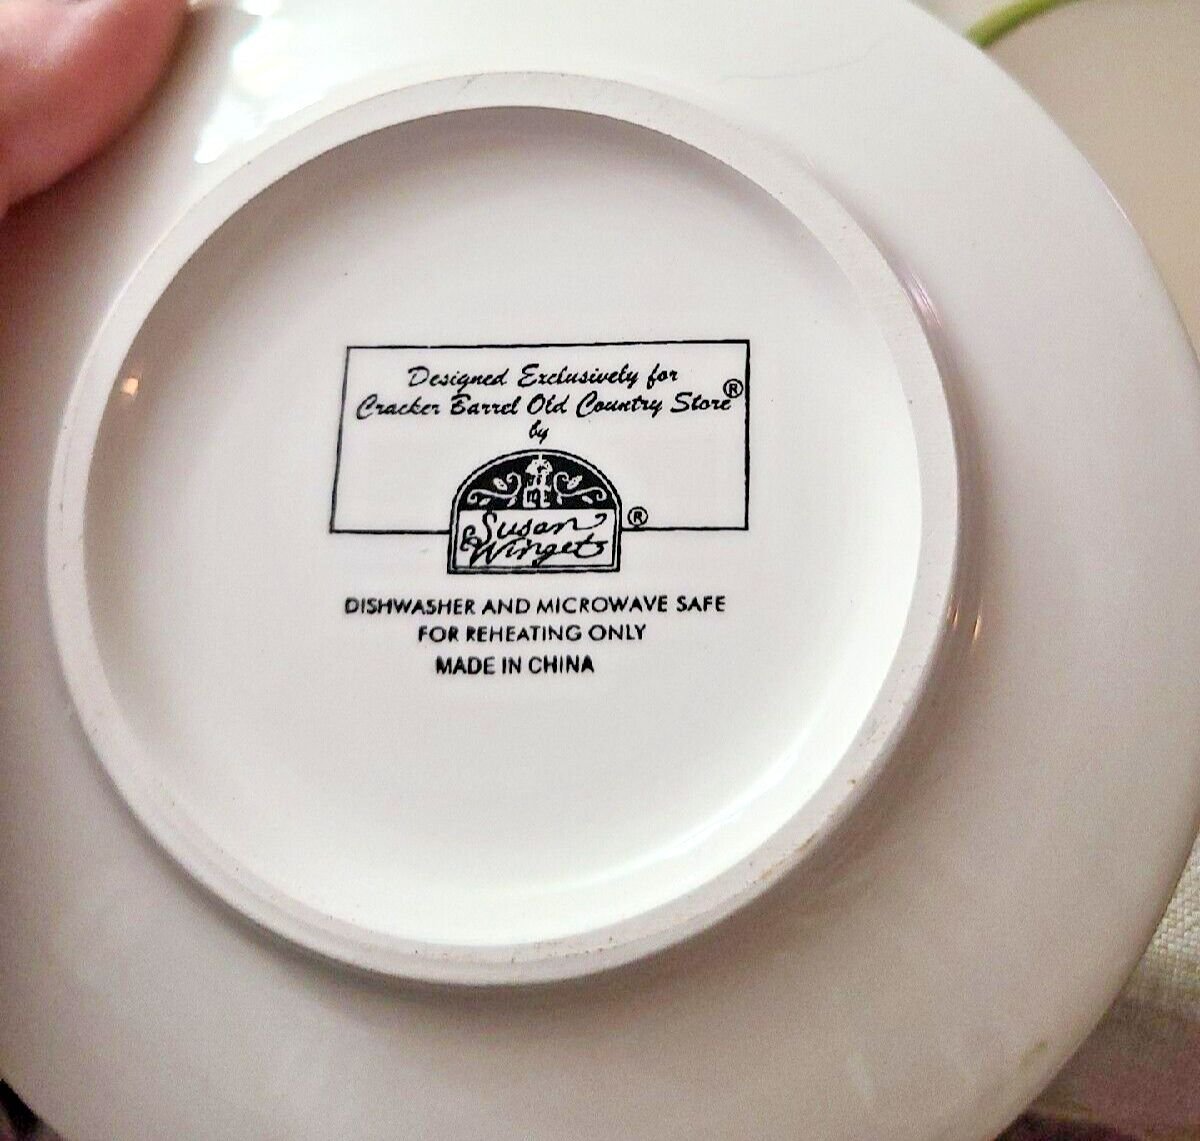 Designed Exclusively for
Cracker Barrel Old Country Store®
by
Susan
Winget ®
DISHWASHER AND MICROWAVE SAFE
FOR REHEATING ONLY
MADE IN CHINA